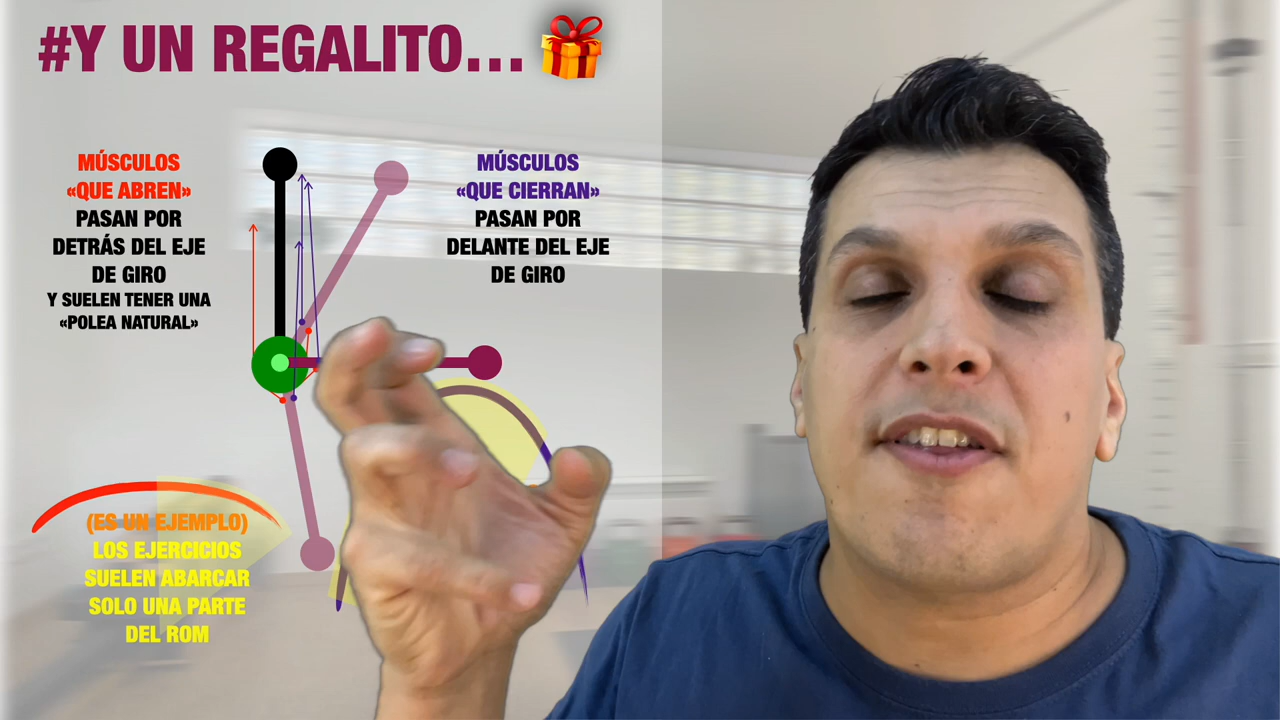 #Y UN REGALITO...
MÚSCULOS
«QUE ABREN»
PASAN POR
DETRÁS DEL EJE
DE GIRO
Y SUELEN TENER UNA
«POLEA NATURAL»
MÚSCULOS
«QUE CIERRAN»
PASAN POR
DELANTE DEL EJE
DE GIRO
(ES UN EJEMPLO)
LOS EJERCICIOS
SUELEN ABARCAR
SOLO UNA PARTE
DEL ROM